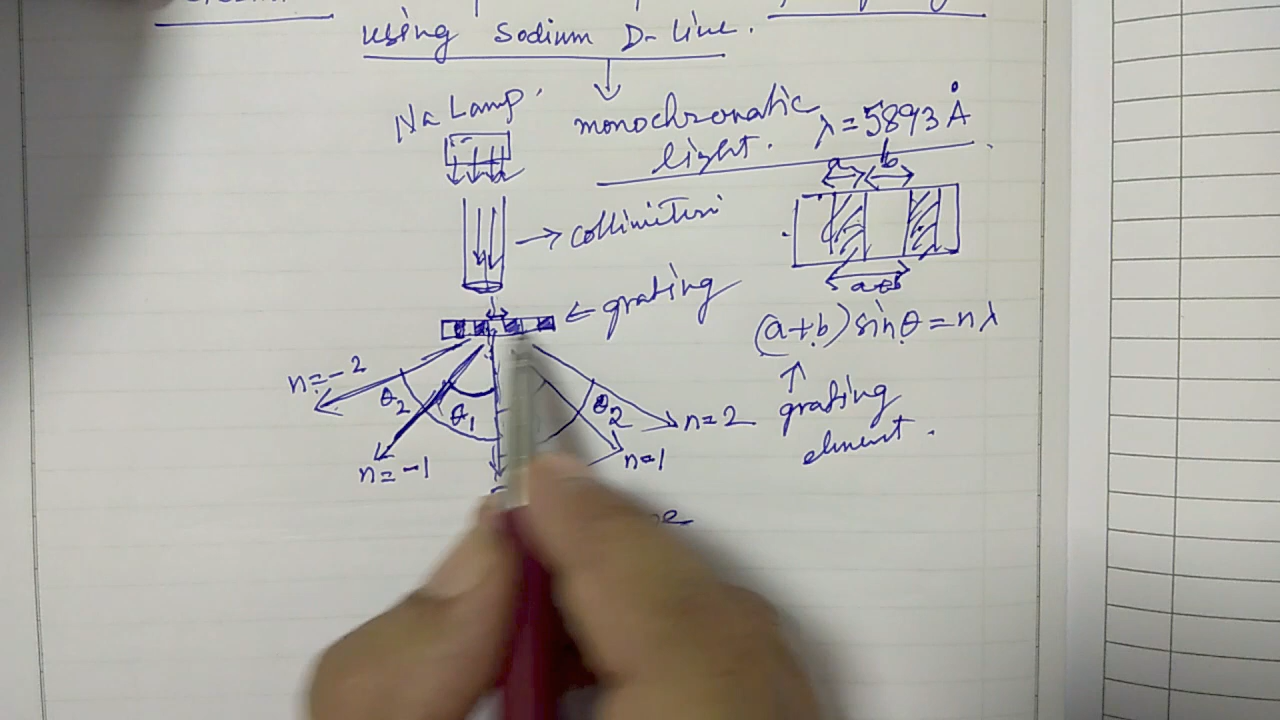 using Sodium D-line.
Na Lamp
monochromatic
light. λ=5893 Å
a b
→ collimiter
a+b
← grating
(a+b) sinθ = nλ
↑
grating
element.
n=-2
θ2
θ1
θ2
n=2
n=-1
n=1